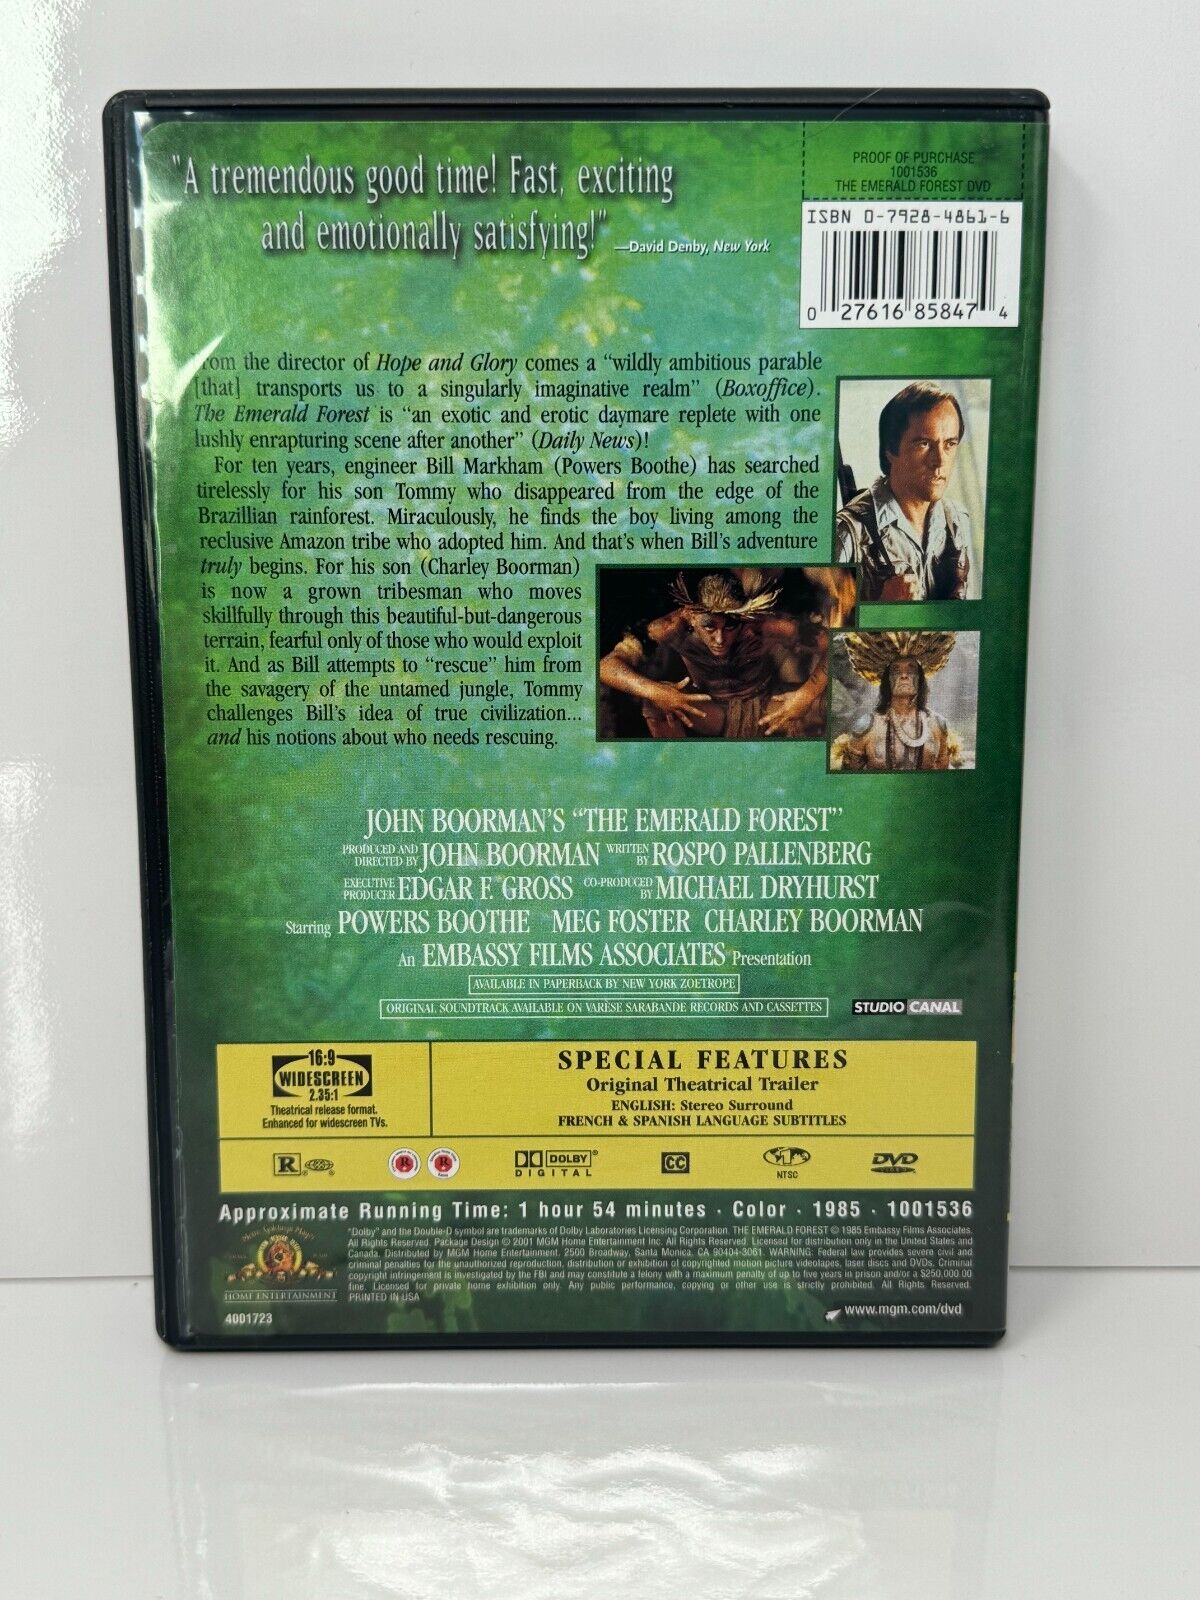 "A tremendous good time! Fast, exciting
and emotionally satisfying!"
—David Denby, New York
PROOF OF PURCHASE
1001536
THE EMERALD FOREST DVD
ISBN 0-7928-4861-6
0 27616 85847 4
from the director of Hope and Glory comes a “wildly ambitious parable
[that] transports us to a singularly imaginative realm” (Boxoffice).
The Emerald Forest is “an exotic and erotic daymare replete with one
lushly enrapturing scene after another” (Daily News)!
For ten years, engineer Bill Markham (Powers Boothe) has searched
tirelessly for his son Tommy who disappeared from the edge of the
Brazillian rainforest. Miraculously, he finds the boy living among the
reclusive Amazon tribe who adopted him. And that's when Bill's adventure
truly begins. For his son (Charley Boorman)
is now a grown tribesman who moves
skillfully through this beautiful-but-dangerous
terrain, fearful only of those who would exploit
it. And as Bill attempts to “rescue” him from
the savagery of the untamed jungle, Tommy
challenges Bill's idea of true civilization...
and his notions about who needs rescuing.
JOHN BOORMAN'S “THE EMERALD FOREST”
PRODUCED AND DIRECTED BY JOHN BOORMAN WRITTEN BY ROSPO PALLENBERG
EXECUTIVE PRODUCER EDGAR F. GROSS CO-PRODUCED BY MICHAEL DRYHURST
Starring POWERS BOOTHE MEG FOSTER CHARLEY BOORMAN
An EMBASSY FILMS ASSOCIATES Presentation
AVAILABLE IN PAPERBACK BY NEW YORK ZOETROPE
ORIGINAL SOUNDTRACK AVAILABLE ON VARÈSE SARABANDE RECORDS AND CASSETTES
STUDIO CANAL
16:9
WIDESCREEN
2.35:1
Theatrical release format.
Enhanced for widescreen TVs.
SPECIAL FEATURES
Original Theatrical Trailer
ENGLISH: Stereo Surround
FRENCH & SPANISH LANGUAGE SUBTITLES
R
R
R
DOLBY
DIGITAL
CC
NTSC
DVD
VIDEO
Approximate Running Time: 1 hour 54 minutes · Color · 1985 · 1001536
"Dolby" and the Double-D symbol are trademarks of Dolby Laboratories Licensing Corporation. THE EMERALD FOREST © 1985 Embassy Films Associates.
All Rights Reserved. Package Design © 2001 MGM Home Entertainment Inc. All Rights Reserved. Licensed for distribution only in the United States and
Canada. Distributed by MGM Home Entertainment. 2500 Broadway, Santa Monica, CA 90404-3061. WARNING: Federal law provides severe civil and
criminal penalties for the unauthorized reproduction, distribution or exhibition of copyrighted motion picture videotapes, laser discs and DVDs. Criminal
copyright infringement is investigated by the FBI and may constitute a felony with a maximum penalty of up to five years in prison and/or a $250,000.00
fine. Licensed for private home exhibition only. Any public performance, copying or other use is strictly prohibited. All Rights Reserved.
PRINTED IN USA
HOME ENTERTAINMENT
4001723
www.mgm.com/dvd